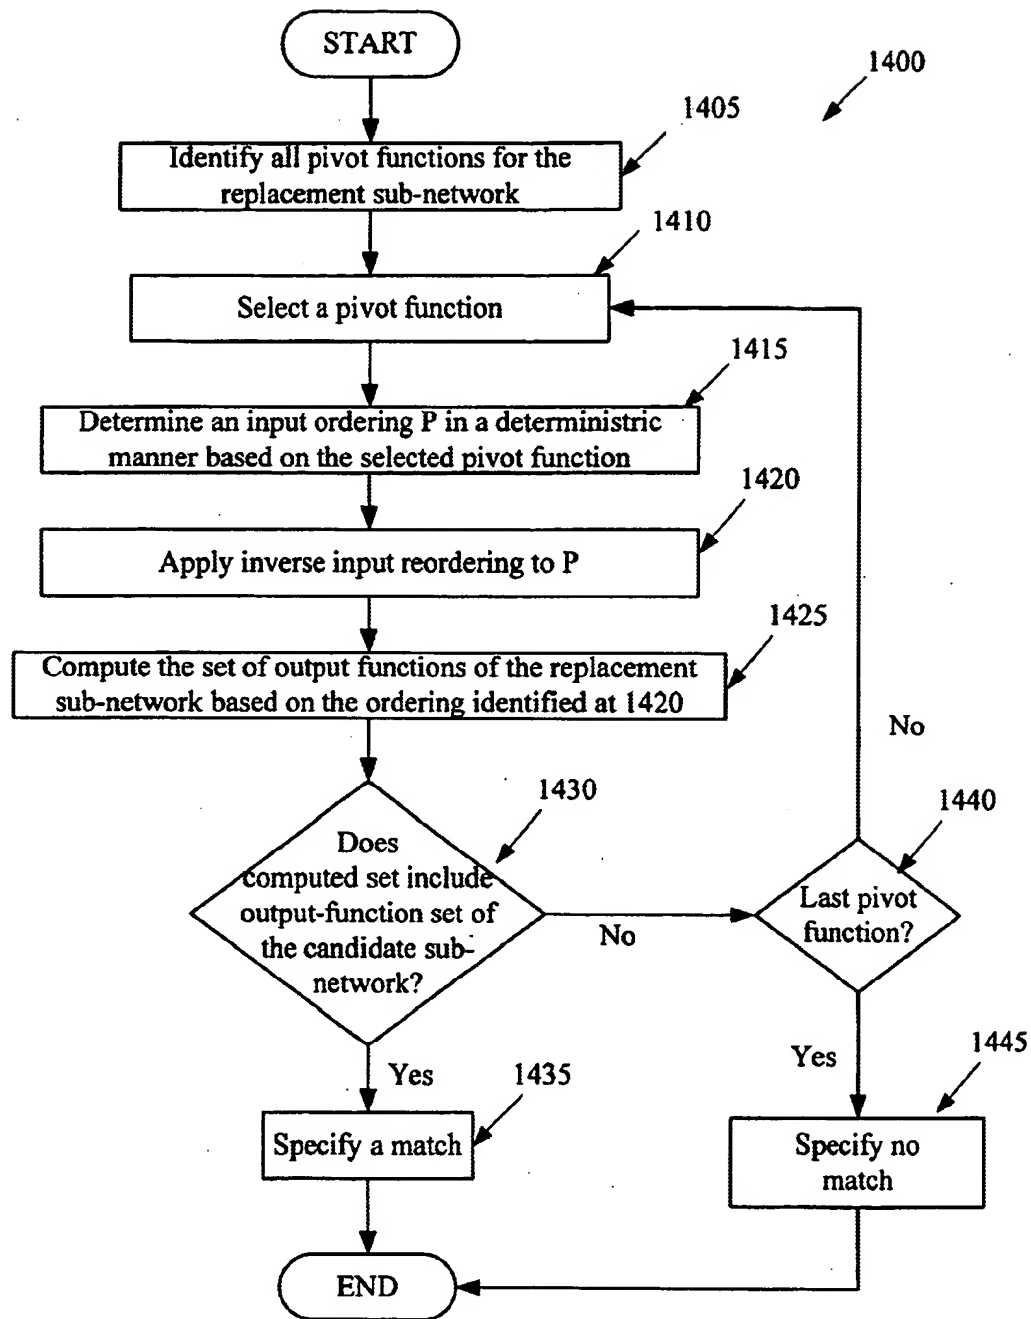 START
1400
1405
Identify all pivot functions for the
replacement sub-network
1410
Select a pivot function
1415
Determine an input ordering P in a deterministric
manner based on the selected pivot function
1420
Apply inverse input reordering to P
1425
Compute the set of output functions of the replacement
sub-network based on the ordering identified at 1420
No
1430
1440
Does
computed set include
output-function set of
the candidate sub-
network?
No
Last pivot
function?
Yes
1435
Yes
1445
Specify a match
Specify no
match
END